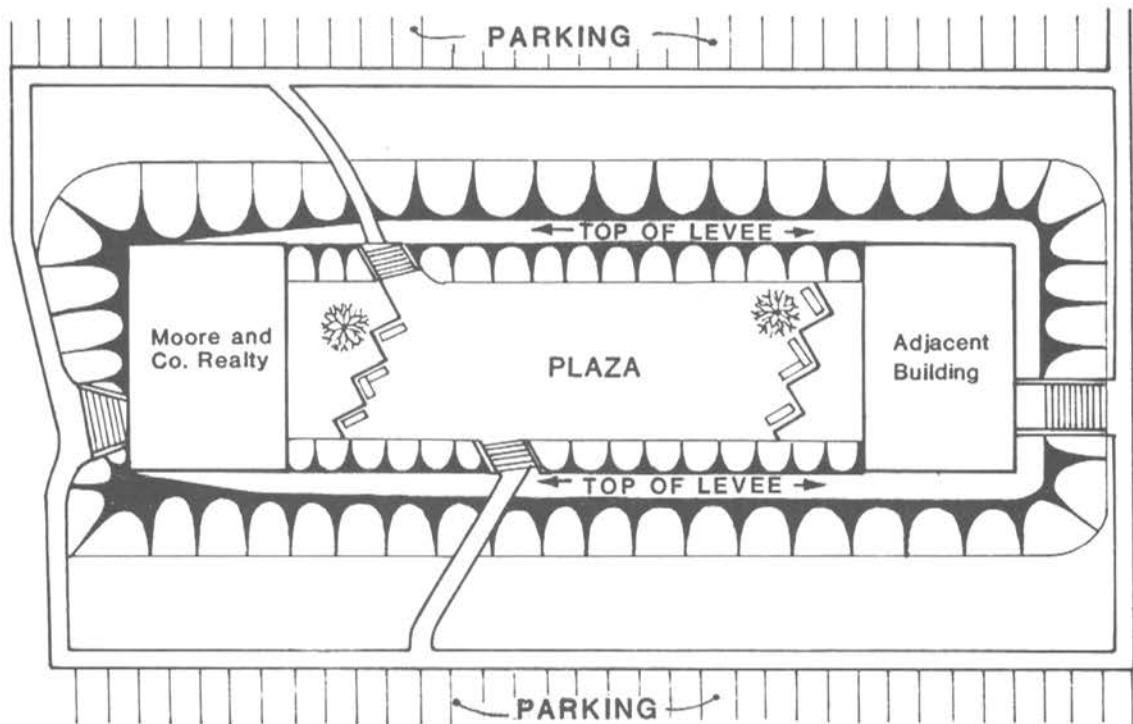 PARKING
TOP OF LEVEE
Moore and
Co. Realty
PLAZA
Adjacent
Building
TOP OF LEVEE
PARKING